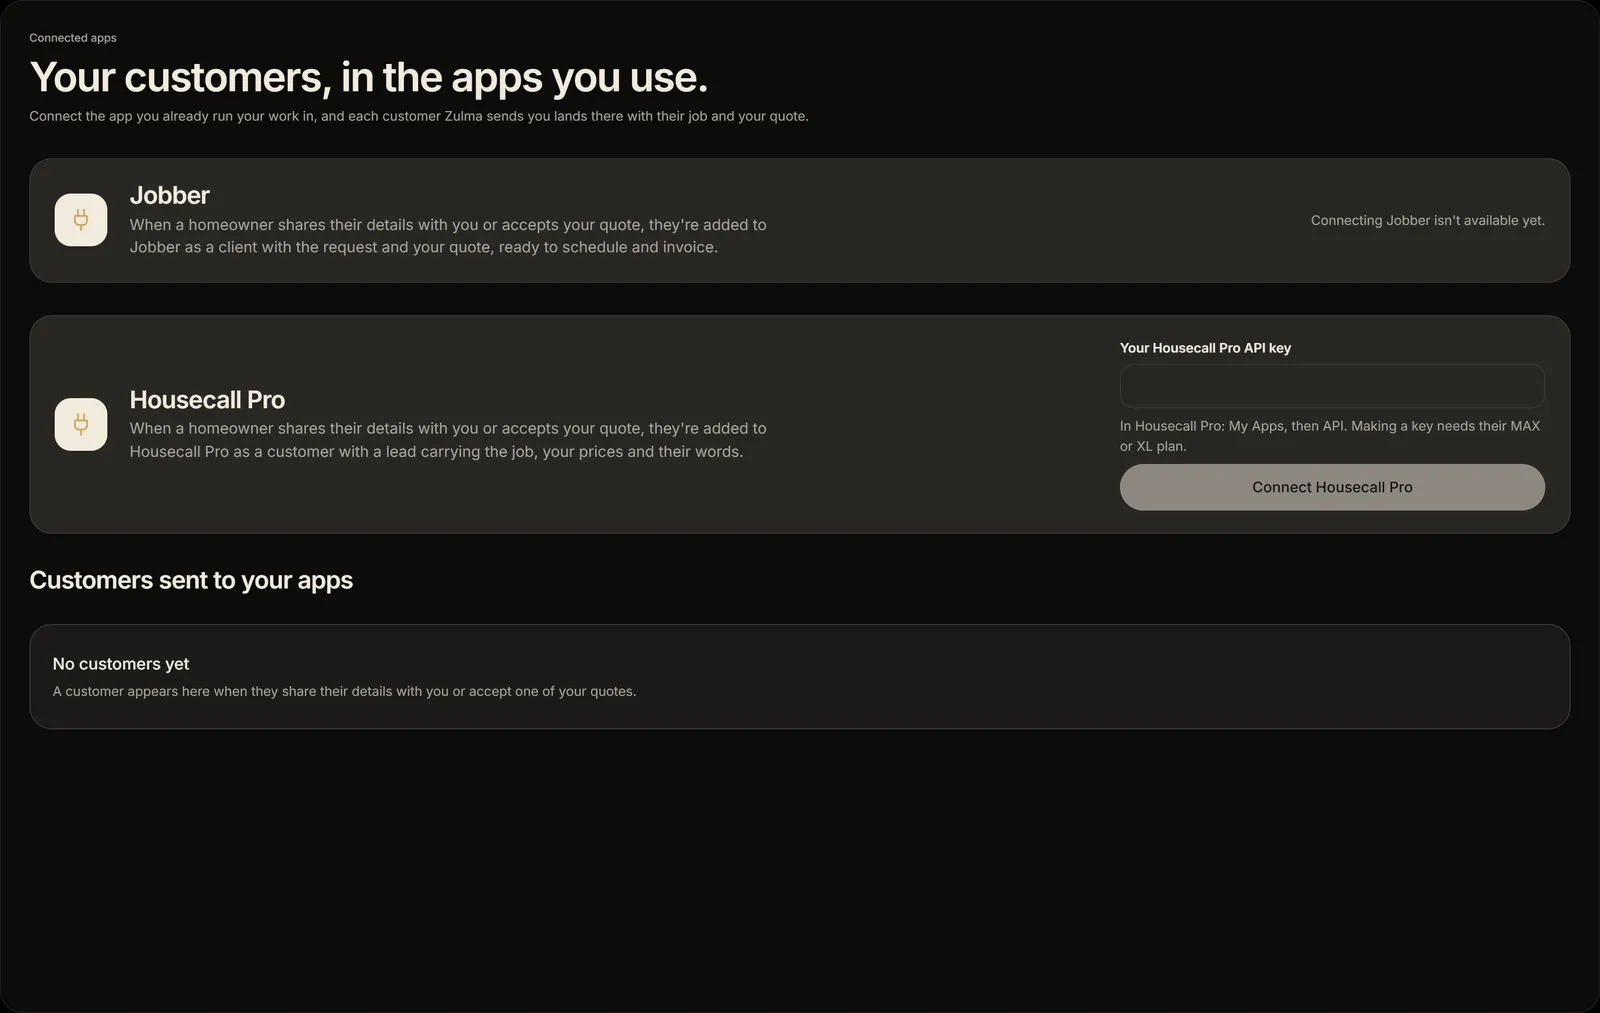 Connected apps
Your customers, in the apps you use.
Connect the app you already run your work in, and each customer Zulma sends you lands there with their job and your quote.
Jobber
When a homeowner shares their details with you or accepts your quote, they're added to
Jobber as a client with the request and your quote, ready to schedule and invoice.
Connecting Jobber isn't available yet.
Housecall Pro
When a homeowner shares their details with you or accepts your quote, they're added to
Housecall Pro as a customer with a lead carrying the job, your prices and their words.
Your Housecall Pro API key
In Housecall Pro: My Apps, then API. Making a key needs their MAX
or XL plan.
Connect Housecall Pro
Customers sent to your apps
No customers yet
A customer appears here when they share their details with you or accept one of your quotes.